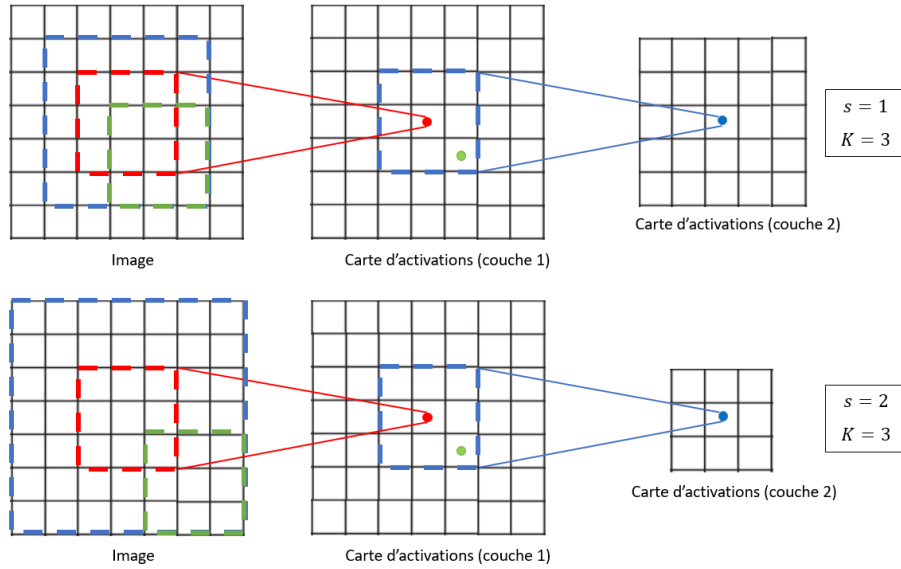 s = 1
K = 3
Image
Carte d'activations (couche 1)
Carte d'activations (couche 2)
s = 2
K = 3
Image
Carte d'activations (couche 1)
Carte d'activations (couche 2)